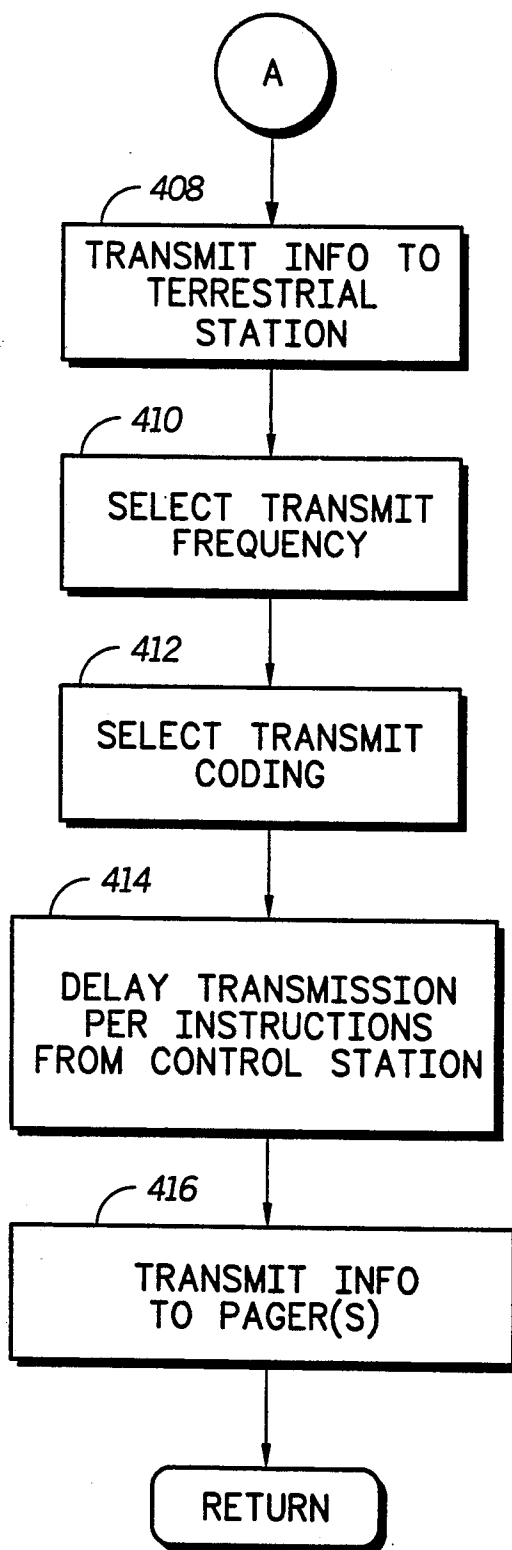 A
408
TRANSMIT INFO TO
TERRESTRIAL
STATION
410
SELECT TRANSMIT
FREQUENCY
412
SELECT TRANSMIT
CODING
414
DELAY TRANSMISSION
PER INSTRUCTIONS
FROM CONTROL STATION
416
TRANSMIT INFO
TO PAGER(S)
RETURN